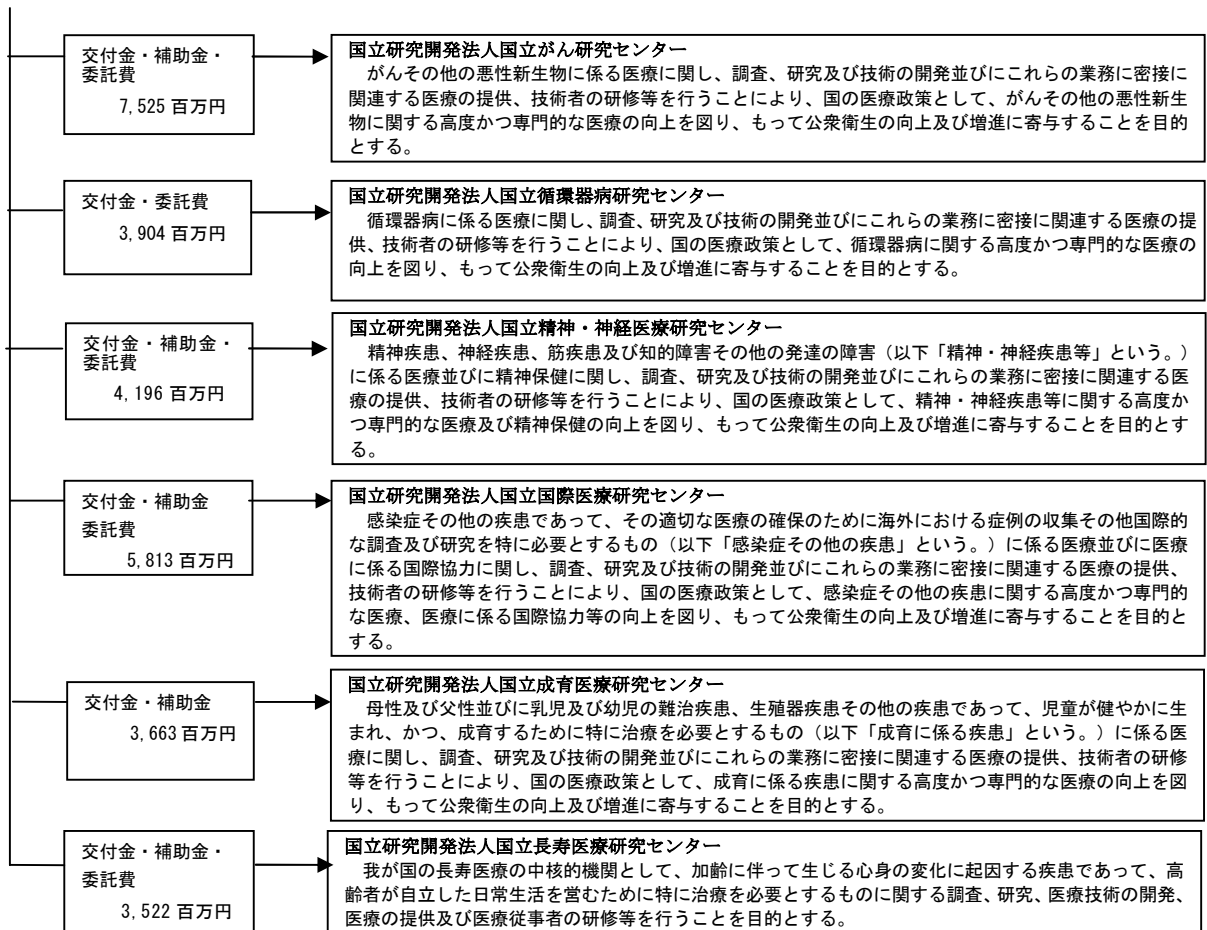 交付金・補助金・
委託費
7,525 百万円
国立研究開発法人国立がん研究センター
がんその他の悪性新生物に係る医療に関し、調査、研究及び技術の開発並びにこれらの業務に密接に
関連する医療の提供、技術者の研修等を行うことにより、国の医療政策として、がんその他の悪性新生
物に関する高度かつ専門的な医療の向上を図り、もって公衆衛生の向上及び増進に寄与することを目的
とする。
交付金・委託費
3,904 百万円
国立研究開発法人国立循環器病研究センター
循環器病に係る医療に関し、調査、研究及び技術の開発並びにこれらの業務に密接に関連する医療の提
供、技術者の研修等を行うことにより、国の医療政策として、循環器病に関する高度かつ専門的な医療の
向上を図り、もって公衆衛生の向上及び増進に寄与することを目的とする。
交付金・補助金・
委託費
4,196 百万円
国立研究開発法人国立精神・神経医療研究センター
精神疾患、神経疾患、筋疾患及び知的障害その他の発達の障害（以下「精神・神経疾患等」という。）
に係る医療並びに精神保健に関し、調査、研究及び技術の開発並びにこれらの業務に密接に関連する医
療の提供、技術者の研修等を行うことにより、国の医療政策として、精神・神経疾患等に関する高度か
つ専門的な医療及び精神保健の向上を図り、もって公衆衛生の向上及び増進に寄与することを目的とす
る。
交付金・補助金
委託費
5,813 百万円
国立研究開発法人国立国際医療研究センター
感染症その他の疾患であって、その適切な医療の確保のために海外における症例の収集その他国際的
な調査及び研究を特に必要とするもの（以下「感染症その他の疾患」という。）に係る医療並びに医療
に係る国際協力に関し、調査、研究及び技術の開発並びにこれらの業務に密接に関連する医療の提供、
技術者の研修等を行うことにより、国の医療政策として、感染症その他の疾患に関する高度かつ専門的
な医療、医療に係る国際協力等の向上を図り、もって公衆衛生の向上及び増進に寄与することを目的と
する。
交付金・補助金
3,663 百万円
国立研究開発法人国立成育医療研究センター
母性及び父性並びに乳児及び幼児の難治疾患、生殖器疾患その他の疾患であって、児童が健やかに生
まれ、かつ、成育するために特に治療を必要とするもの（以下「成育に係る疾患」という。）に係る医
療に関し、調査、研究及び技術の開発並びにこれらの業務に密接に関連する医療の提供、技術者の研修
等を行うことにより、国の医療政策として、成育に係る疾患に関する高度かつ専門的な医療の向上を図
り、もって公衆衛生の向上及び増進に寄与することを目的とする。
交付金・補助金・
委託費
3,522 百万円
国立研究開発法人国立長寿医療研究センター
我が国の長寿医療の中核的機関として、加齢に伴って生じる心身の変化に起因する疾患であって、高
齢者が自立した日常生活を営むために特に治療を必要とするものに関する調査、研究、医療技術の開発、
医療の提供及び医療従事者の研修等を行うことを目的とする。